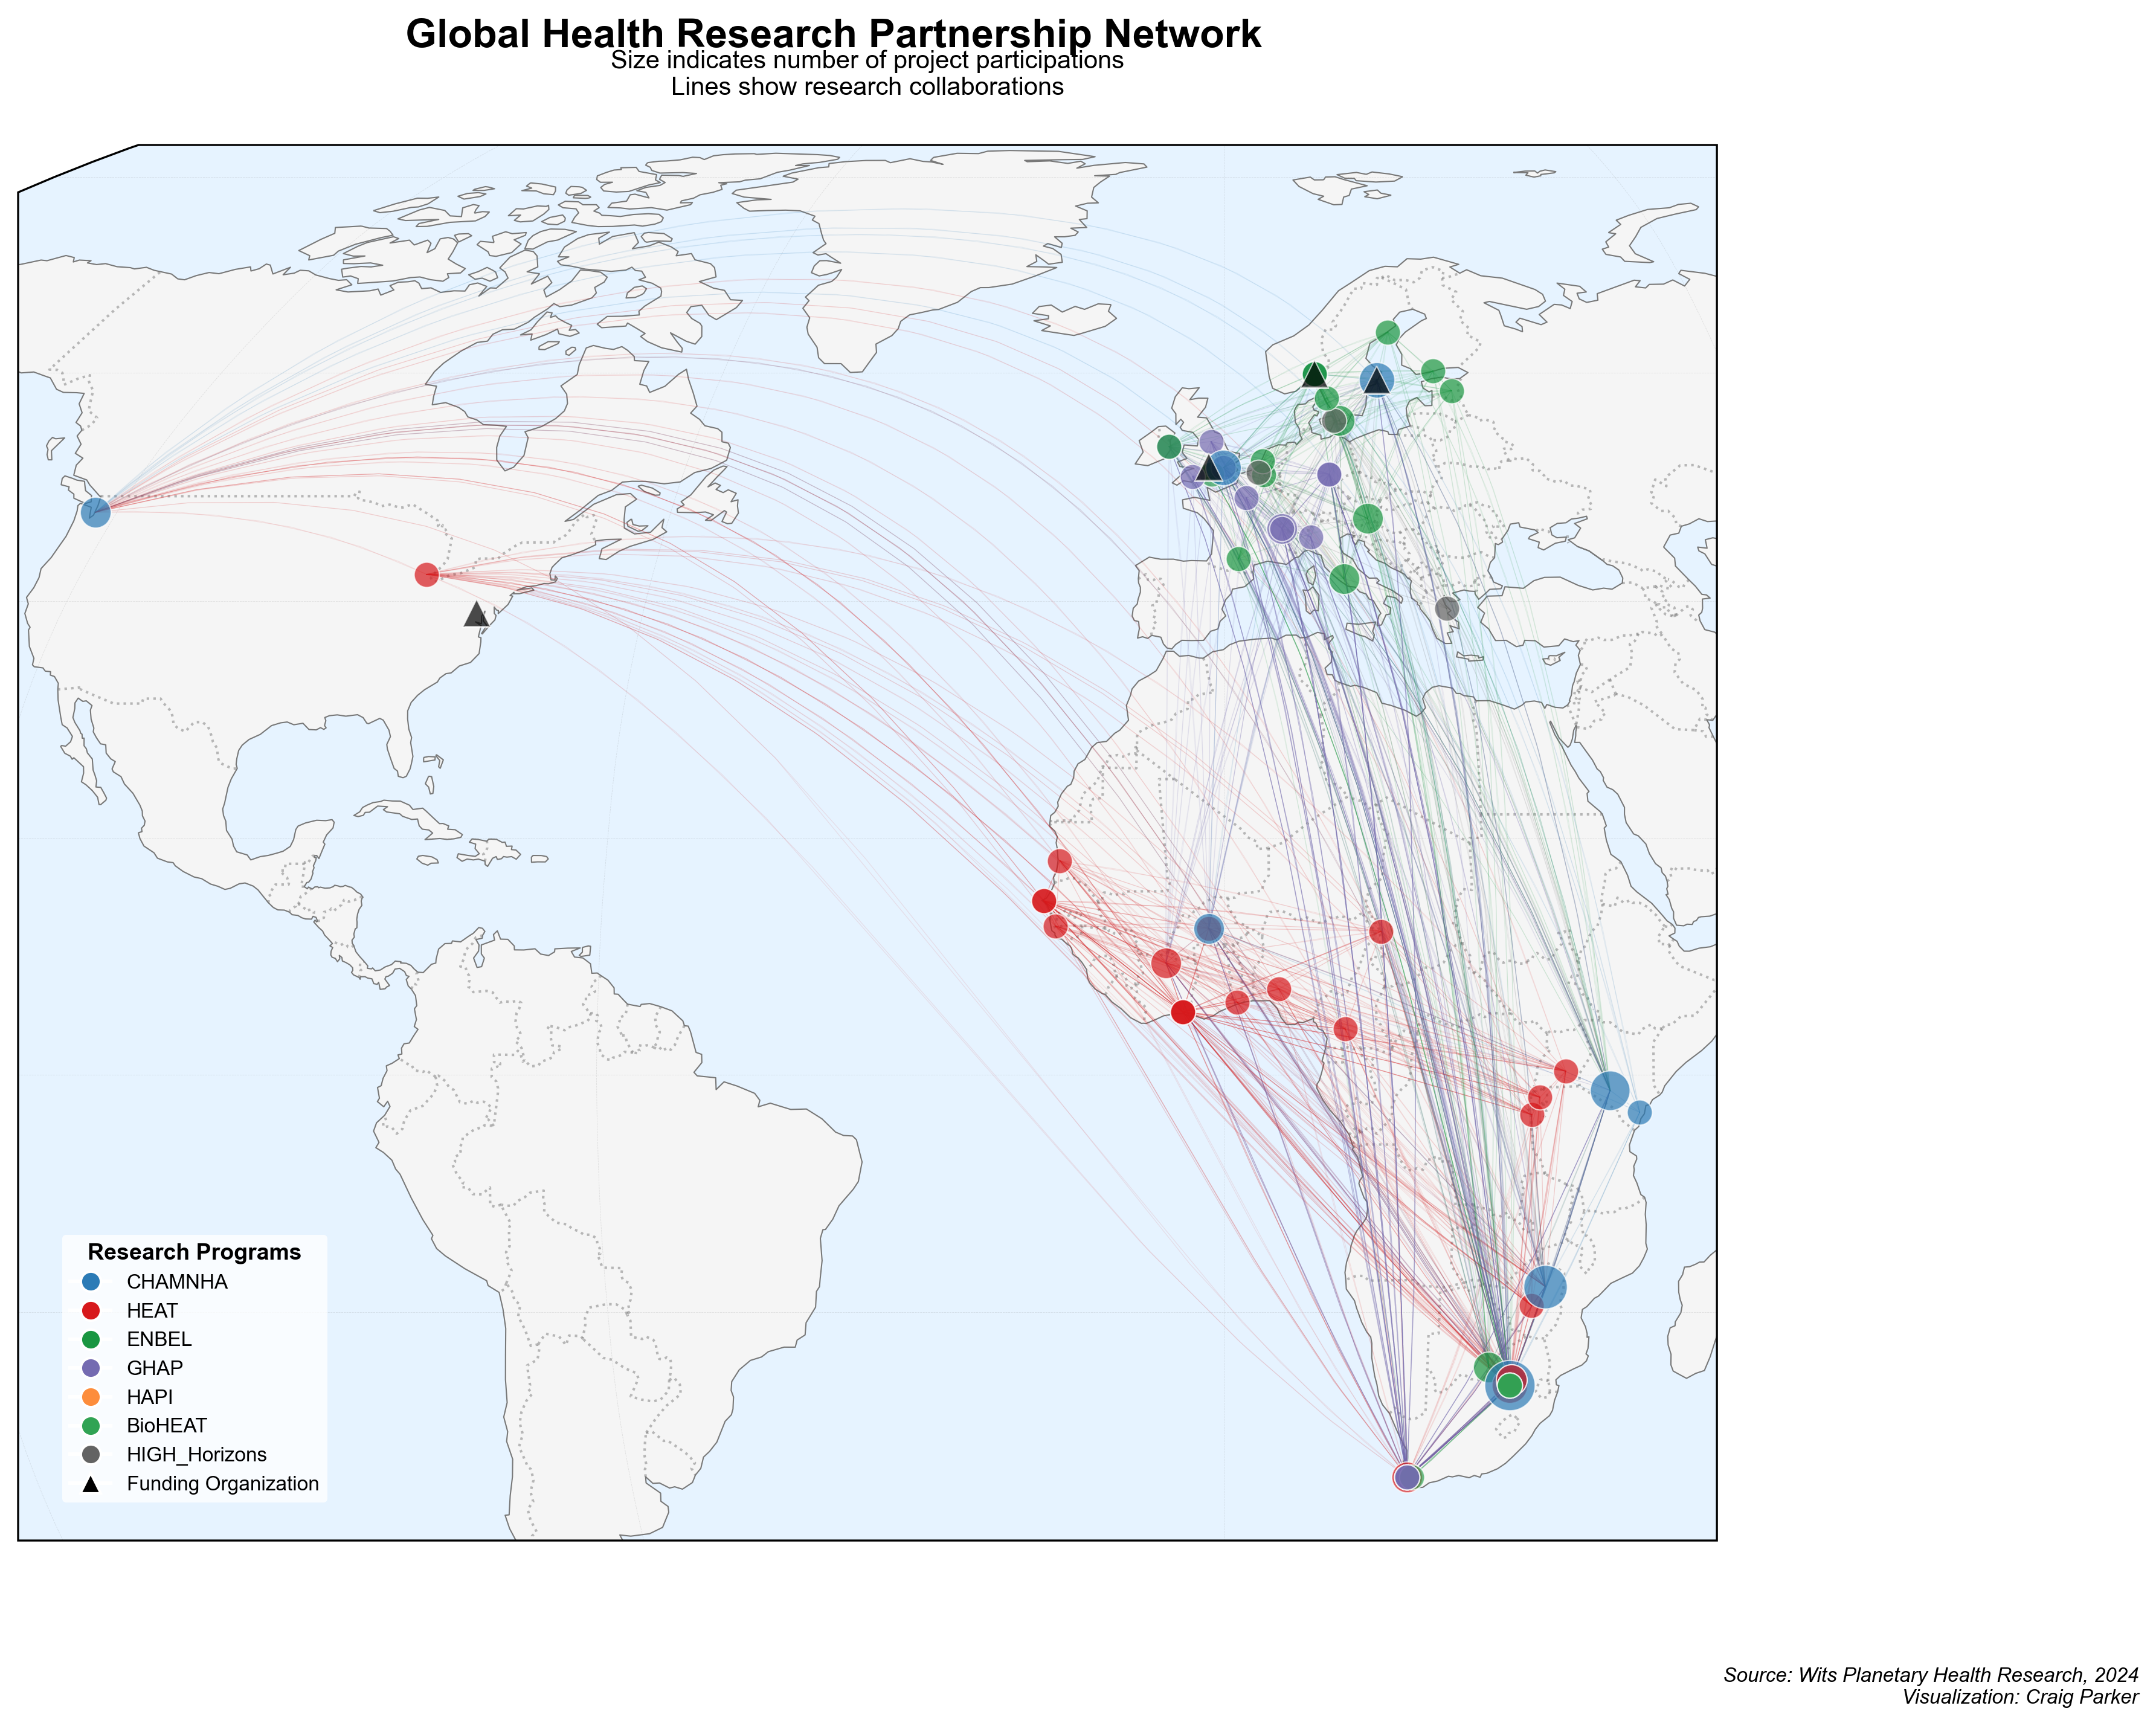 Global Health Research Partnership Network
Size indicates number of project participations
Lines show research collaborations
Research Programs
CHAMNHA
HEAT
ENBEL
GHAP
HAPI
BioHEAT
HIGH_Horizons
Funding Organization
Source: Wits Planetary Health Research, 2024
Visualization: Craig Parker